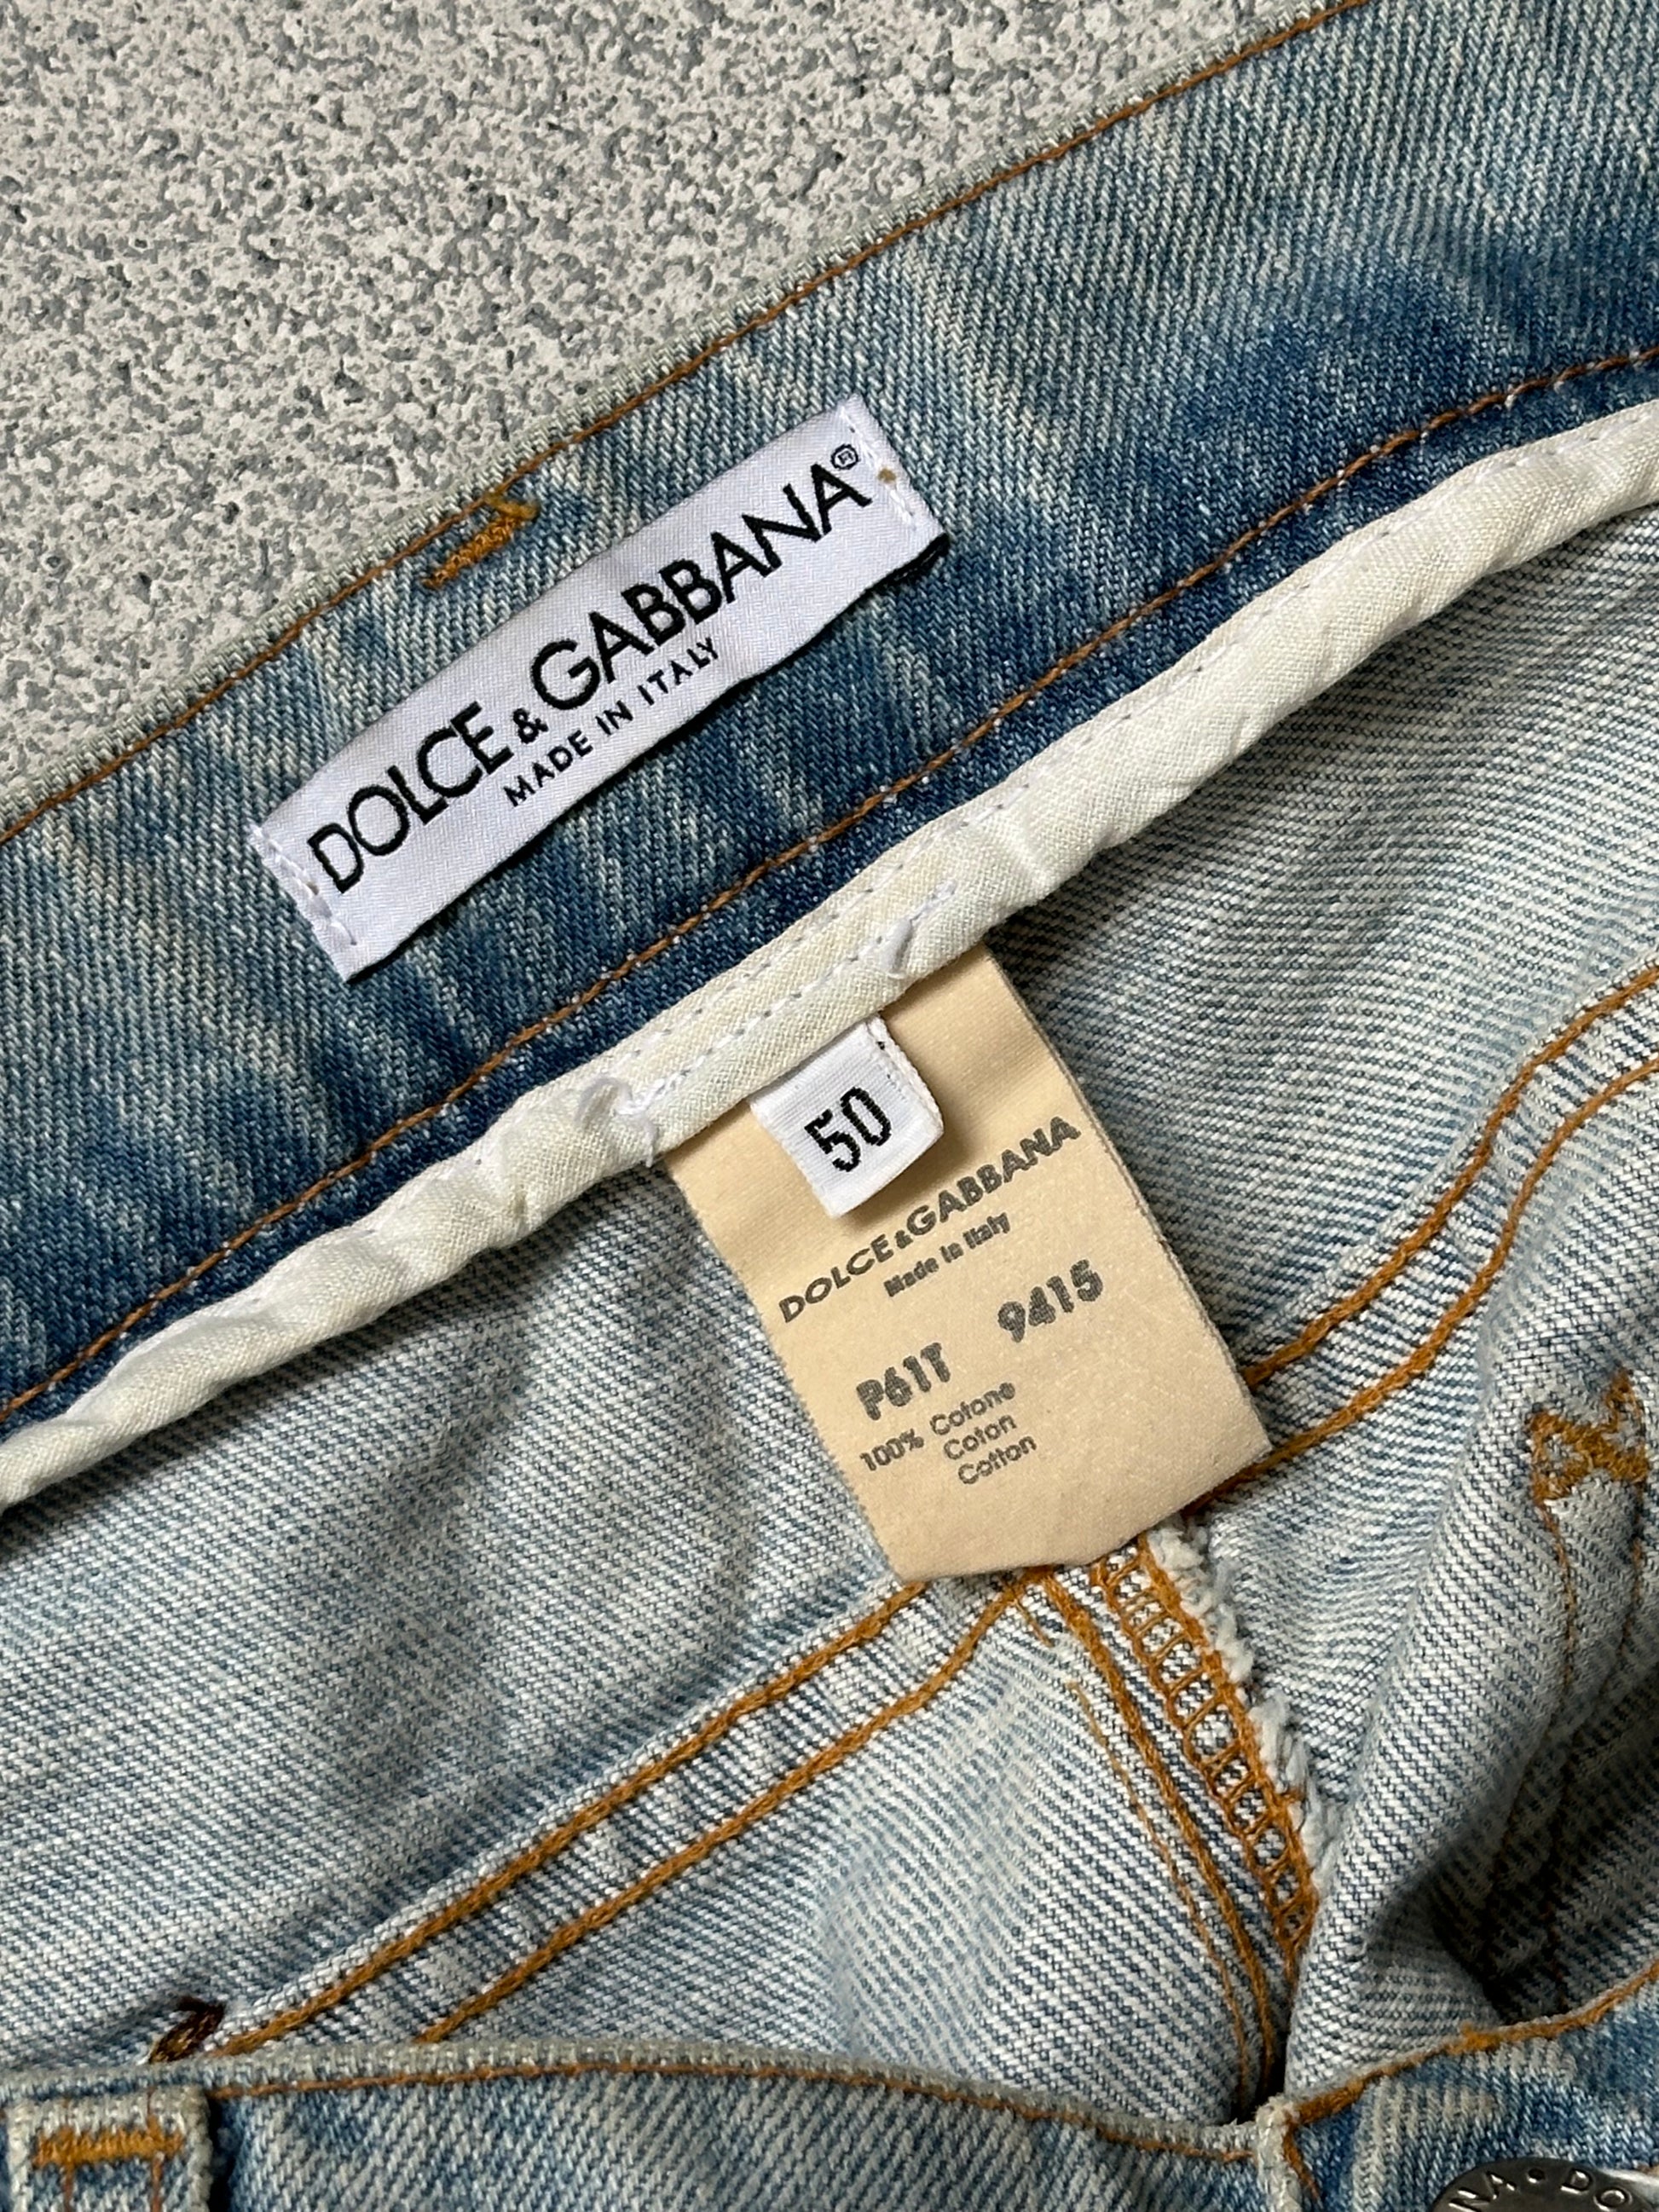 DOLCE & GABBANA®
MADE IN ITALY
50
DOLCE & GABBANA
Made in Italy
P61T 9415
100% Cotone
Coton
Cotton